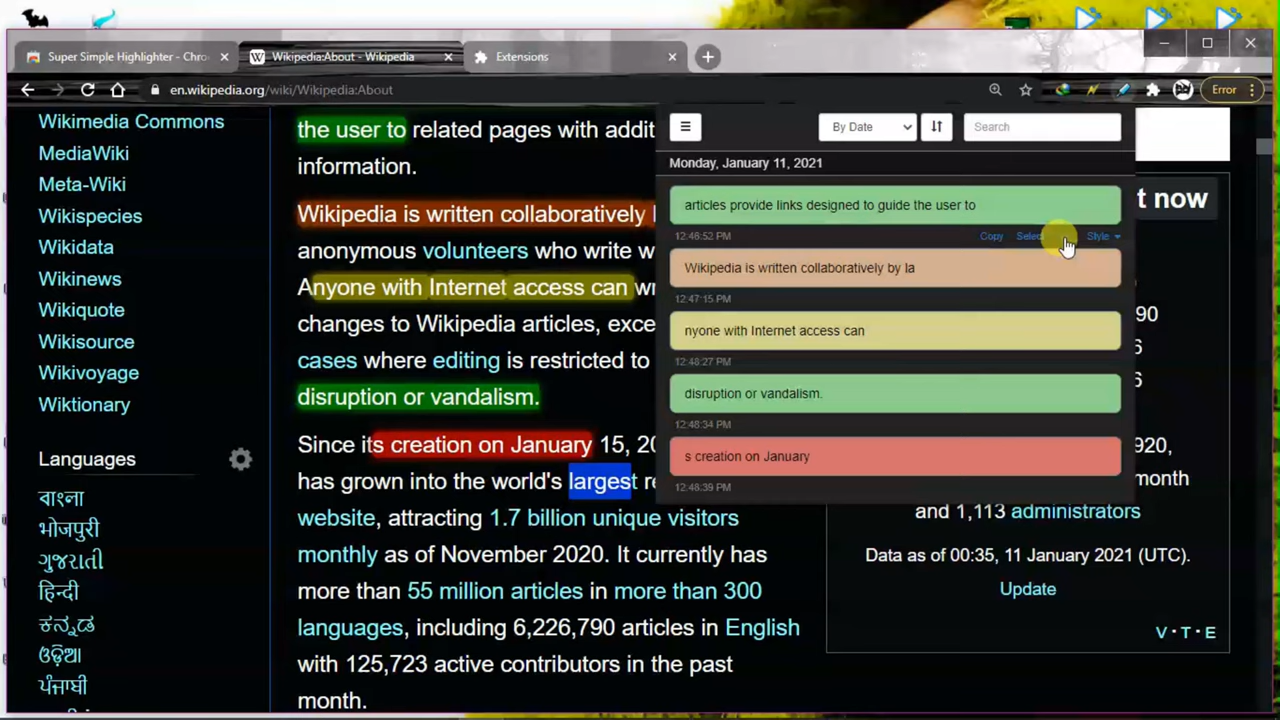 Super Simple Highlighter - Chro
Wikipedia:About - Wikipedia
Extensions
en.wikipedia.org/wiki/Wikipedia:About
Error
Wikimedia Commons
MediaWiki
Meta-Wiki
Wikispecies
Wikidata
Wikinews
Wikiquote
Wikisource
Wikivoyage
Wiktionary
Languages
বাংলা
भोजपुरी
ગુજરાતી
हिन्दी
ಕನ್ನಡ
ଓଡ଼ିଆ
ਪੰਜਾਬੀ
the user to related pages with addit
information.
Wikipedia is written collaboratively
anonymous volunteers who write w
Anyone with Internet access can
changes to Wikipedia articles, exce
cases where editing is restricted to
disruption or vandalism.
Since its creation on January 15, 20
has grown into the world's largest re
website, attracting 1.7 billion unique visitors
monthly as of November 2020. It currently has
more than 55 million articles in more than 300
languages, including 6,226,790 articles in English
with 125,723 active contributors in the past
month.
By Date
Search
Monday, January 11, 2021
articles provide links designed to guide the user to
12:46:52 PM
Copy Select Style
Wikipedia is written collaboratively by la
12:47:15 PM
nyone with Internet access can
12:48:27 PM
disruption or vandalism.
12:48:34 PM
s creation on January
12:48:39 PM
t now
90
6
6
920,
month
and 1,113 administrators
Data as of 00:35, 11 January 2021 (UTC).
Update
V · T · E